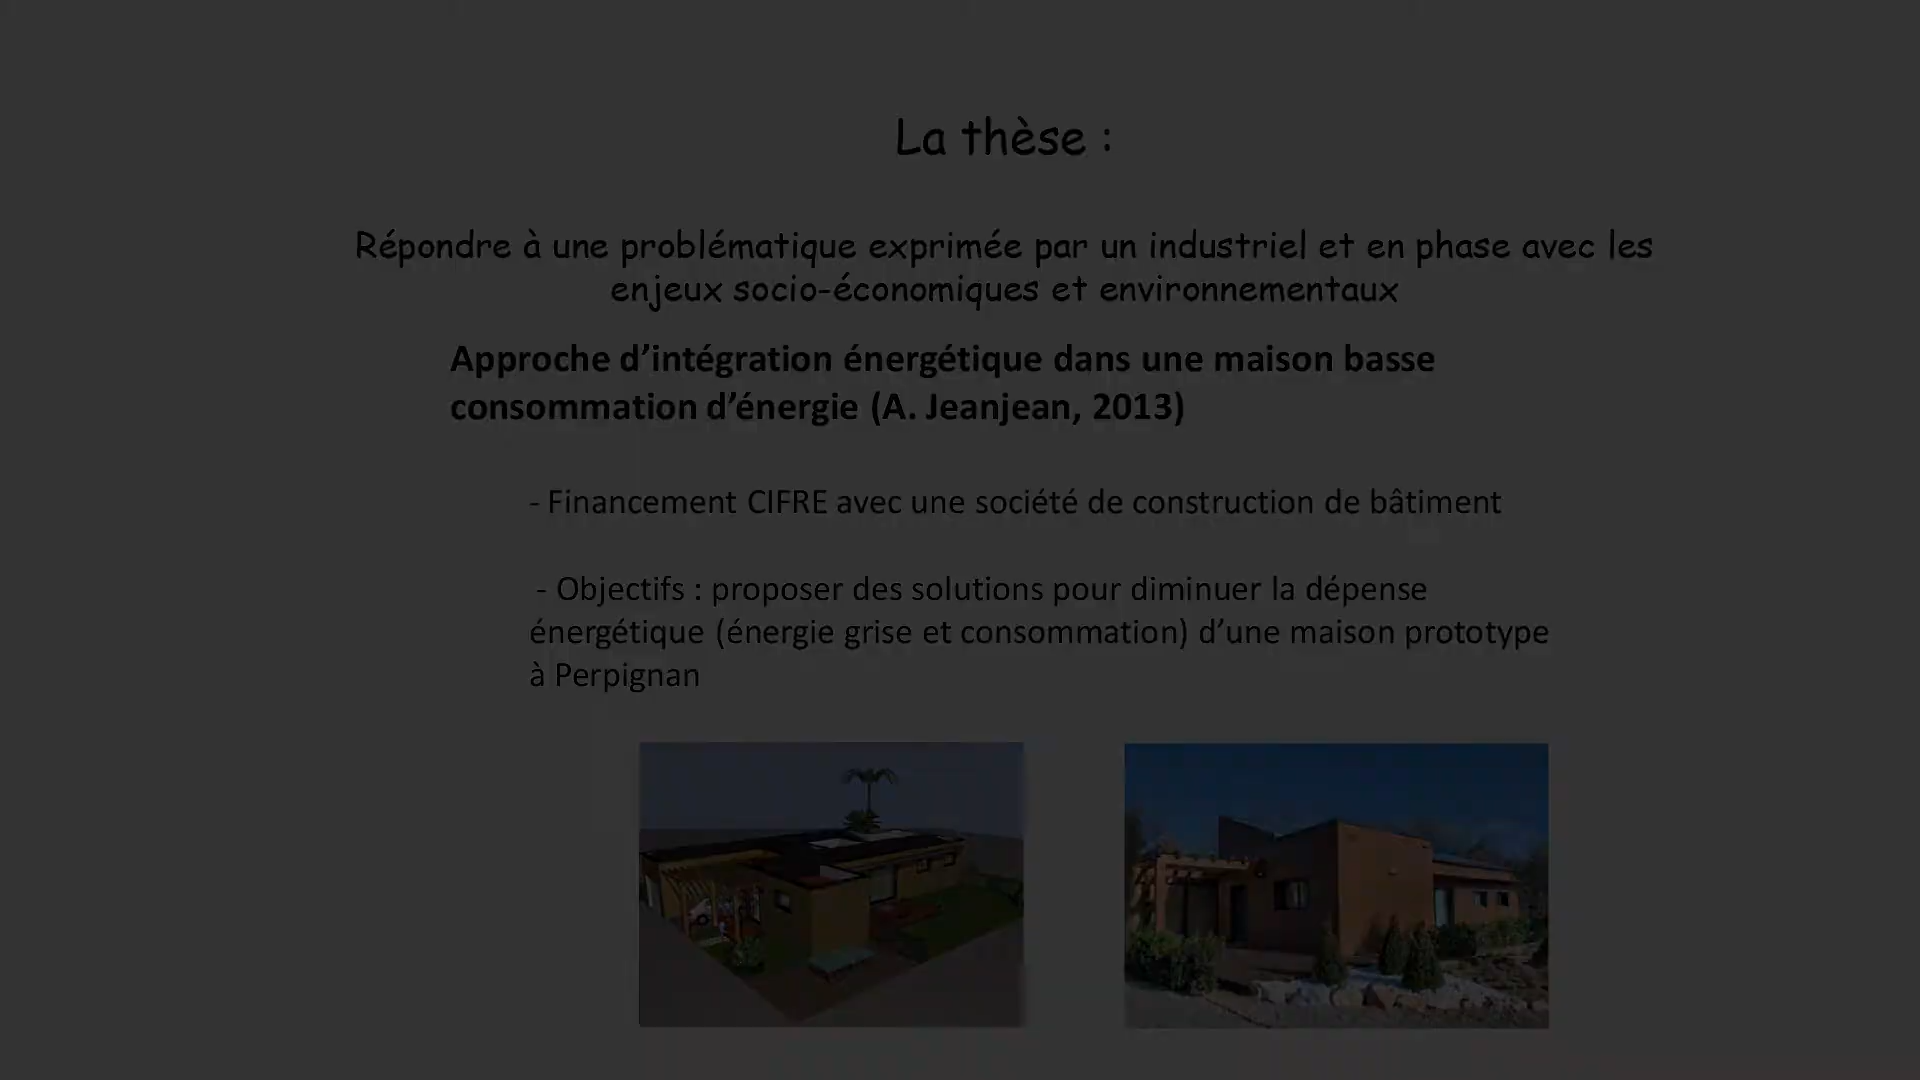 La thèse :
Répondre à une problématique exprimée par un industriel et en phase avec les
enjeux socio-économiques et environnementaux
Approche d’intégration énergétique dans une maison basse
consommation d’énergie (A. Jeanjean, 2013)
- Financement CIFRE avec une société de construction de bâtiment
- Objectifs : proposer des solutions pour diminuer la dépense
énergétique (énergie grise et consommation) d’une maison prototype
à Perpignan